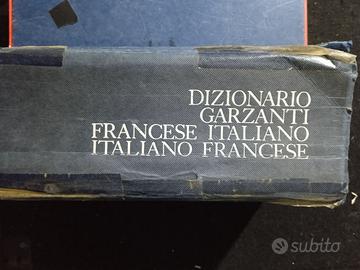 DIZIONARIO
GARZANTI
FRANCESE ITALIANO
ITALIANO FRANCESE
subito